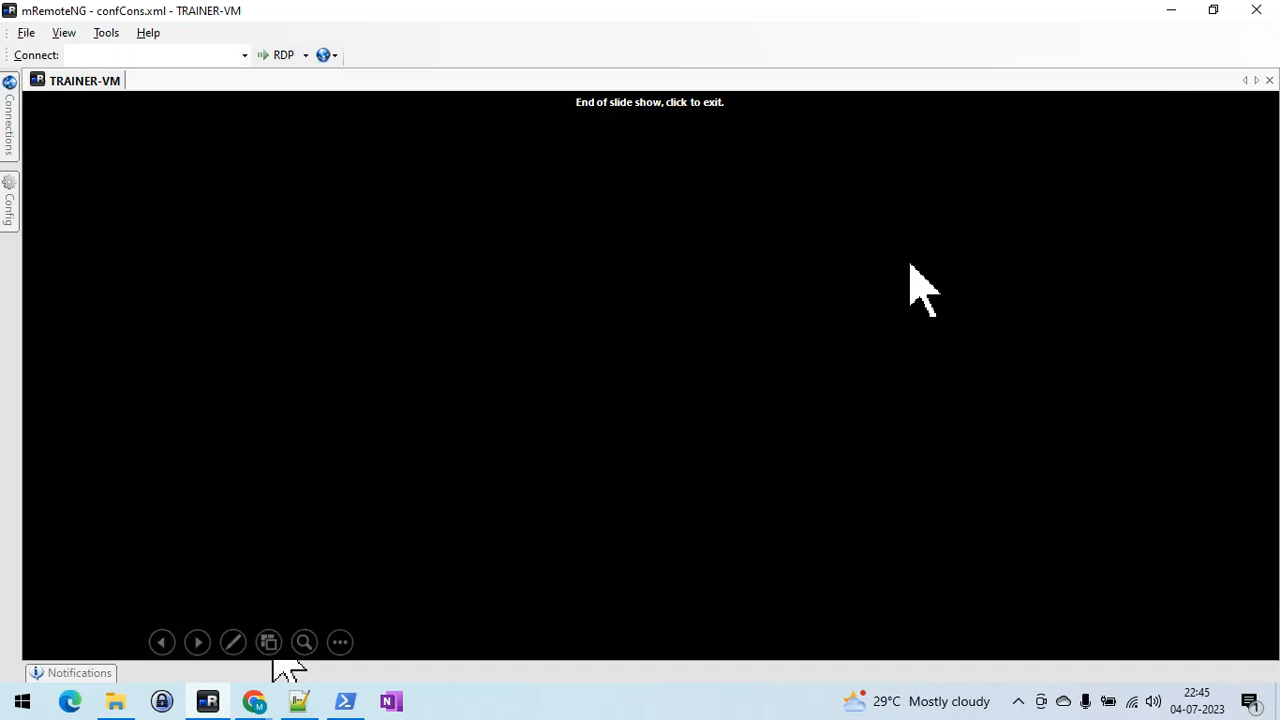 mRemoteNG - confCons.xml - TRAINER-VM
File View Tools Help
Connect: RDP
TRAINER-VM
Connections
Config
End of slide show, click to exit.
Notifications
29°C Mostly cloudy
22:45
04-07-2023
1